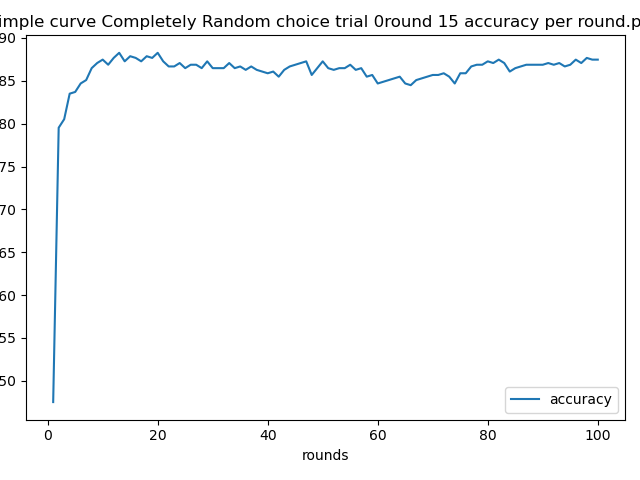 imple curve Completely Random choice trial 0round 15 accuracy per round.p
90
85
80
75
70
65
60
55
50
0 20 40 60 80 100
rounds
accuracy